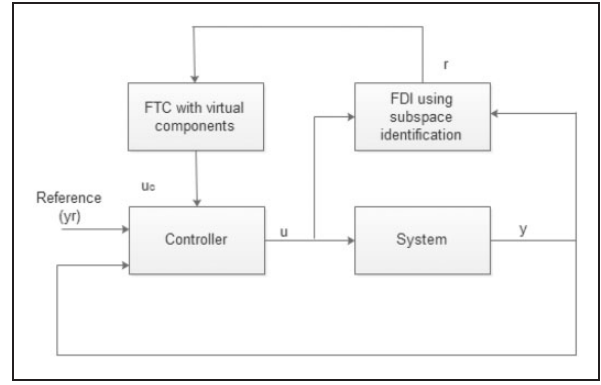 r
FTC with virtual
components
FDI using
subspace
identification
uc
Reference
(yr)
Controller
u
System
y